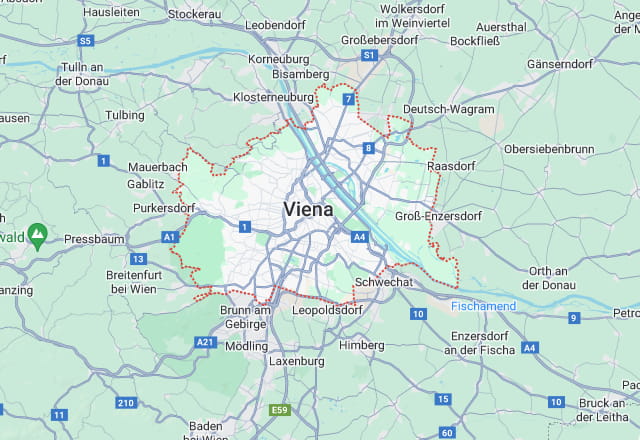 Hausleiten
Stockerau
Leobendorf
Wolkersdorf
im Weinviertel
Auersthal
Bockfließ
Ange
an der Ma
S5
Großebersdorf
S1
Korneuburg
Bisamberg
Tulln an
der Donau
Gänserndorf
Klosterneuburg
7
Deutsch-Wagram
Tulbing
ausen
8
Obersiebenbrunn
1
Mauerbach
Gablitz
Raasdorf
Purkersdorf
Viena
Groß-Enzersdorf
1
A4
A1
wald
Pressbaum
13
Breitenfurt
bei Wien
anzing
Orth an
der Donau
Schwechat
Fischamend
Brunn am
Gebirge
Leopoldsdorf
10
9
Petro
A21
Mödling
Himberg
Enzersdorf
an der Fischa
A4
Laxenburg
210
11
E59
15
10
Bruck an
der Leitha
Baden
bei Wien
60